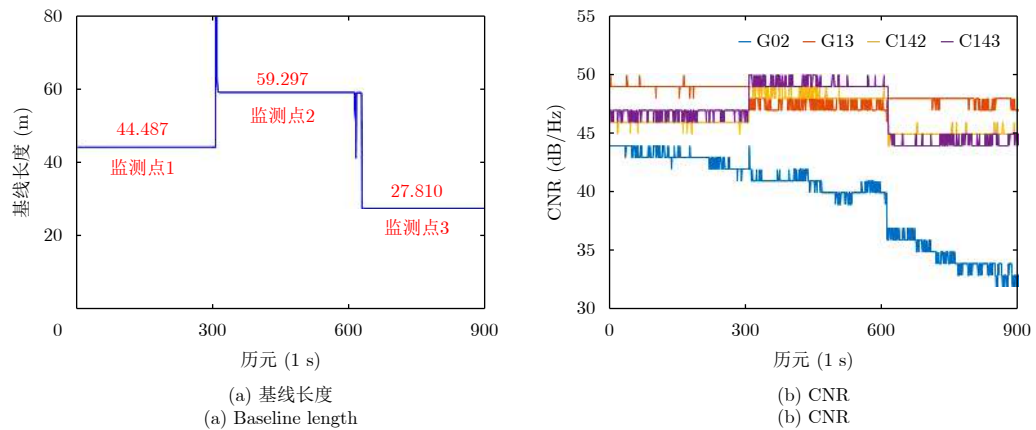 80
60
40
20
0
300
600
900
基线长度 (m)
44.487
监测点1
59.297
监测点2
27.810
监测点3
历元 (1 s)
(a) 基线长度
(a) Baseline length
55
50
45
40
35
30
0
300
600
900
CNR (dB/Hz)
G02 G13 C142 C143
历元 (1 s)
(b) CNR
(b) CNR